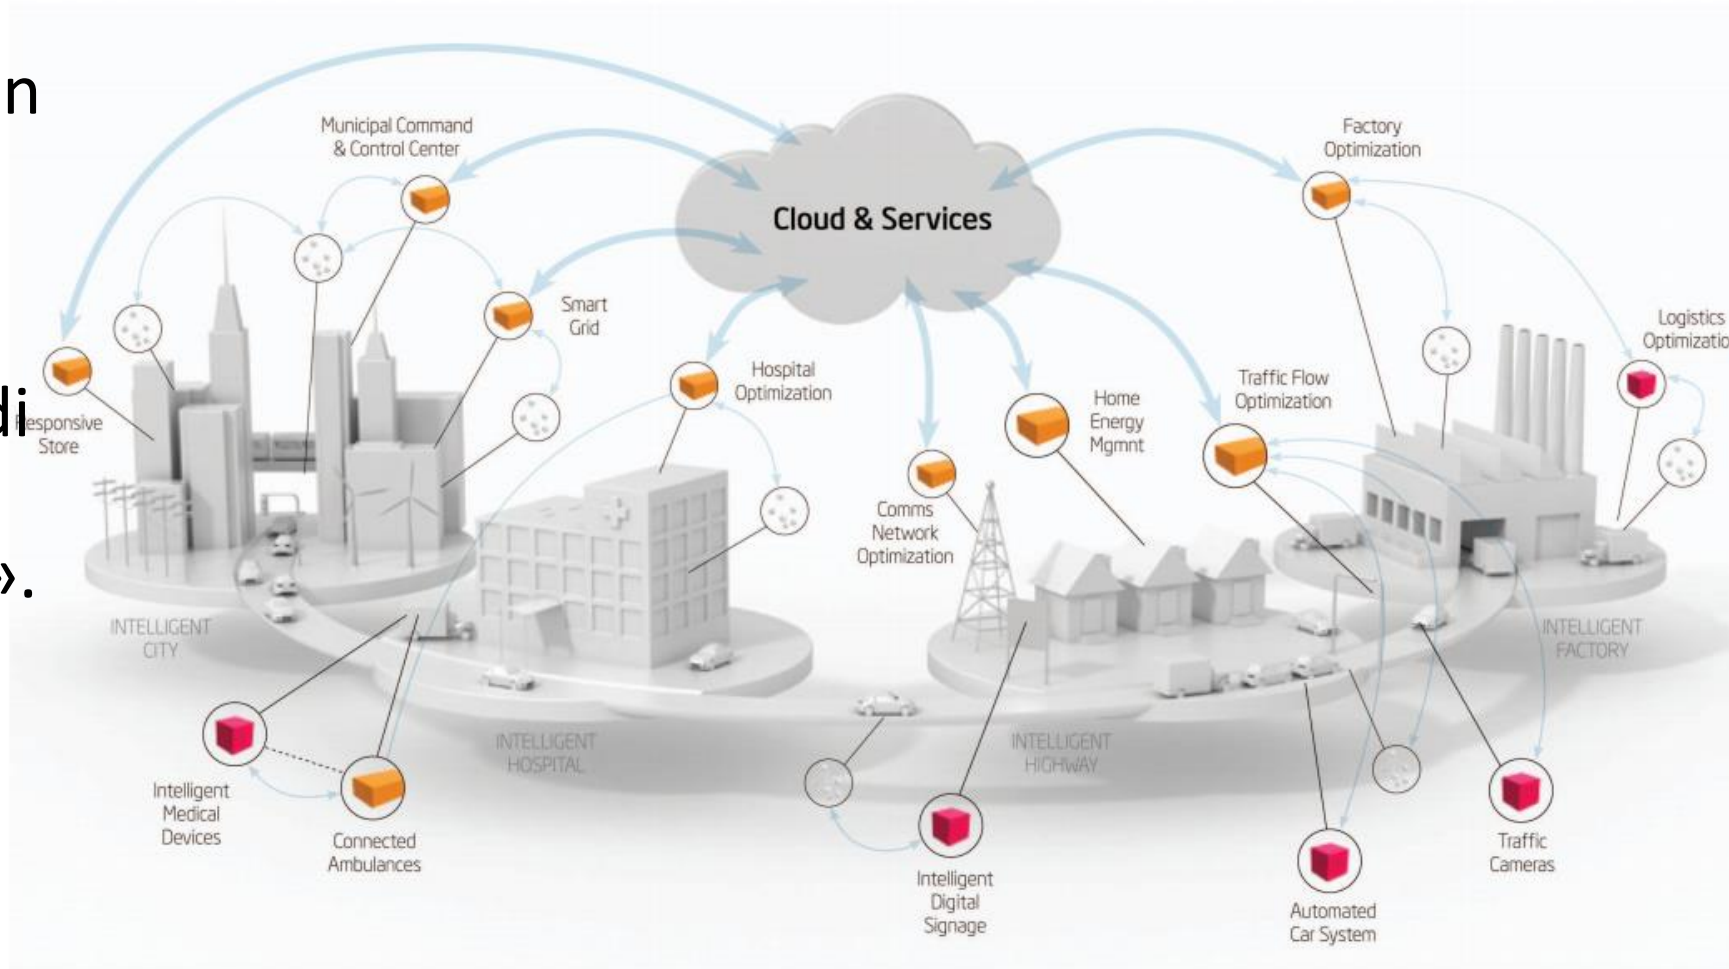 n
di
».
Municipal Command
& Control Center
Cloud & Services
Factory
Optimization
Smart
Grid
Logistics
Optimizatio
Hospital
Optimization
Home
Energy
Mgmnt
Traffic Flow
Optimization
Responsive
Store
Comms
Network
Optimization
INTELLIGENT
CITY
INTELLIGENT
FACTORY
INTELLIGENT
HOSPITAL
INTELLIGENT
HIGHWAY
Intelligent
Medical
Devices
Connected
Ambulances
Intelligent
Digital
Signage
Automated
Car System
Traffic
Cameras